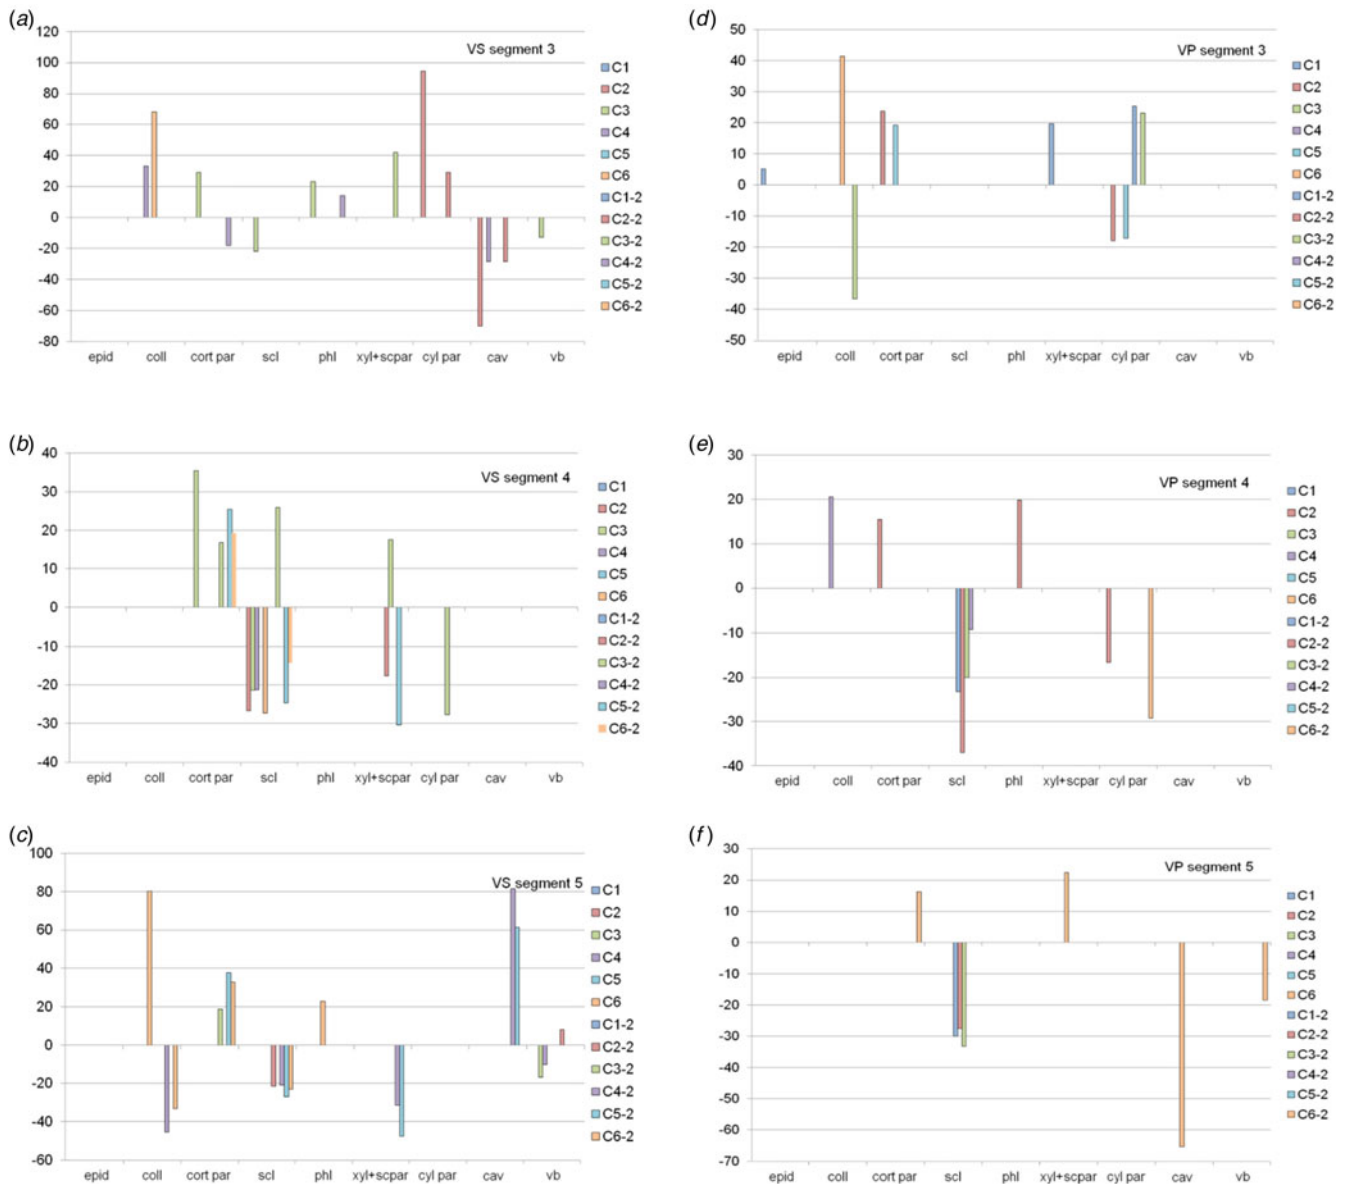 (a)
120
100
80
60
40
20
0
-20
-40
-60
-80
VS segment 3
epid coll cort par scl phl xyl+scpar cyl par cav vb
C1
C2
C3
C4
C5
C6
C1-2
C2-2
C3-2
C4-2
C5-2
C6-2
(d)
50
40
30
20
10
0
-10
-20
-30
-40
-50
VP segment 3
epid coll cort par scl phl xyl+scpar cyl par cav vb
C1
C2
C3
C4
C5
C6
C1-2
C2-2
C3-2
C4-2
C5-2
C6-2
(b)
40
30
20
10
0
-10
-20
-30
-40
VS segment 4
epid coll cort par scl phl xyl+scpar cyl par cav vb
C1
C2
C3
C4
C5
C6
C1-2
C2-2
C3-2
C4-2
C5-2
C6-2
(e)
30
20
10
0
-10
-20
-30
-40
VP segment 4
epid coll cort par scl phl xyl+scpar cyl par cav vb
C1
C2
C3
C4
C5
C6
C1-2
C2-2
C3-2
C4-2
C5-2
C6-2
(c)
100
80
60
40
20
0
-20
-40
-60
VS segment 5
epid coll cort par scl phl xyl+scpar cyl par cav vb
C1
C2
C3
C4
C5
C6
C1-2
C2-2
C3-2
C4-2
C5-2
C6-2
(f)
30
20
10
0
-10
-20
-30
-40
-50
-60
-70
VP segment 5
epid coll cort par scl phl xyl+scpar cyl par cav vb
C1
C2
C3
C4
C5
C6
C1-2
C2-2
C3-2
C4-2
C5-2
C6-2